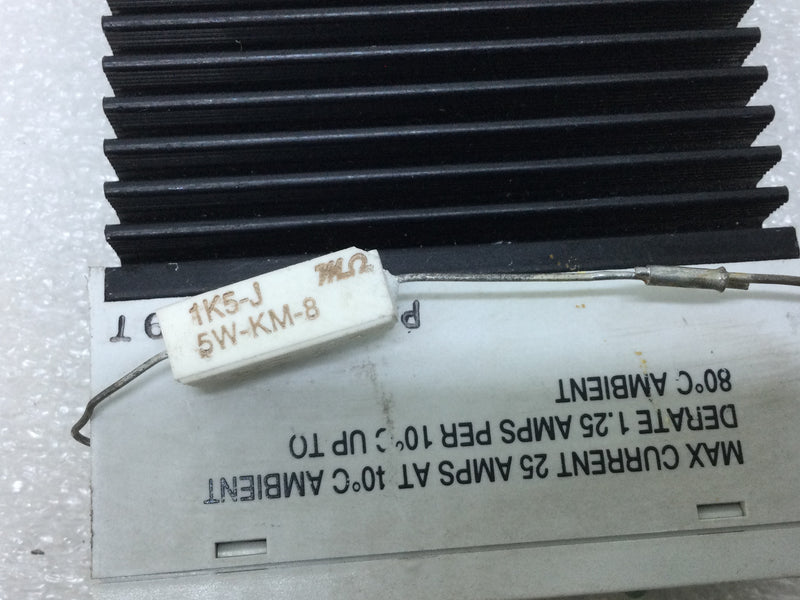 1K5-J
5W-KM-8
MAX CURRENT 25 AMPS AT 40°C AMBIENT
DERATE 1.25 AMPS PER 10°C UP TO
80°C AMBIENT